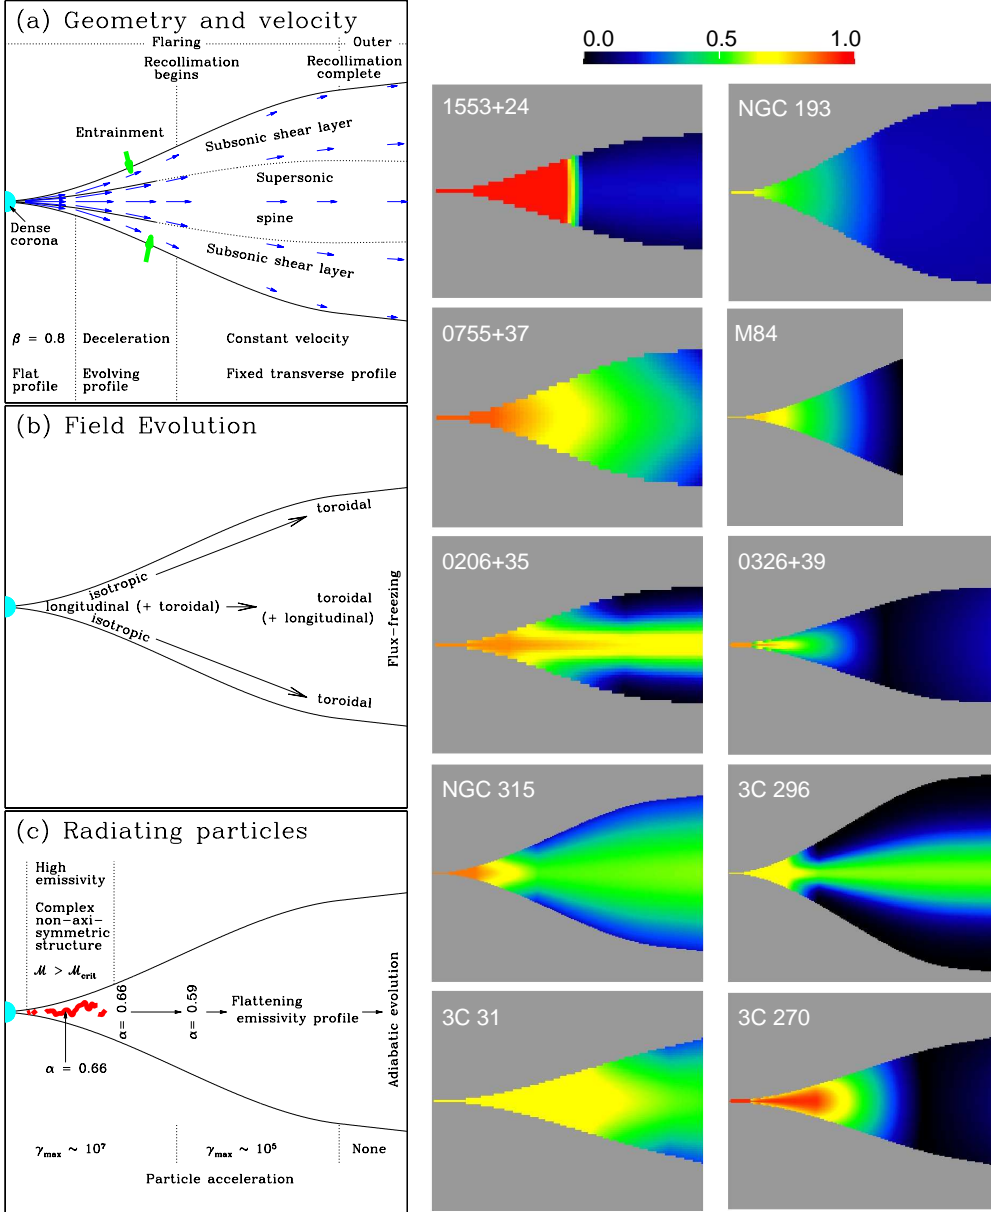 (a) Geometry and velocity
Flaring
Outer
Recollimation
begins
Recollimation
complete
Entrainment
Subsonic shear layer
Supersonic
spine
Dense
corona
Subsonic shear layer
β = 0.8
Deceleration
Constant velocity
Flat
profile
Evolving
profile
Fixed transverse profile
(b) Field Evolution
toroidal
isotropic
longitudinal (+ toroidal)
toroidal
(+ longitudinal)
isotropic
toroidal
Flux-freezing
(c) Radiating particles
High
emissivity
Complex
non-axi-
symmetric
structure
ℳ > ℳcrit
α = 0.66
α = 0.66
α = 0.59
Flattening
emissivity profile
Adiabatic evolution
γmax ~ 10⁷
γmax ~ 10⁵
None
Particle acceleration
0.0 0.5 1.0
1553+24
NGC 193
0755+37
M84
0206+35
0326+39
NGC 315
3C 296
3C 31
3C 270